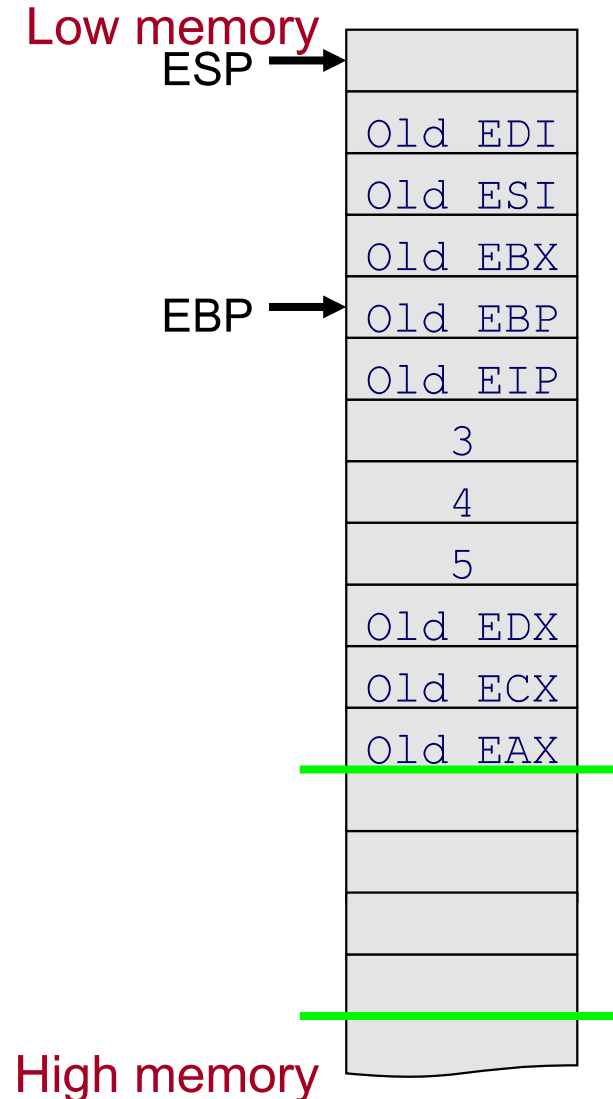 Low memory
ESP
Old EDI
Old ESI
Old EBX
EBP
Old EBP
Old EIP
3
4
5
Old EDX
Old ECX
Old EAX
High memory